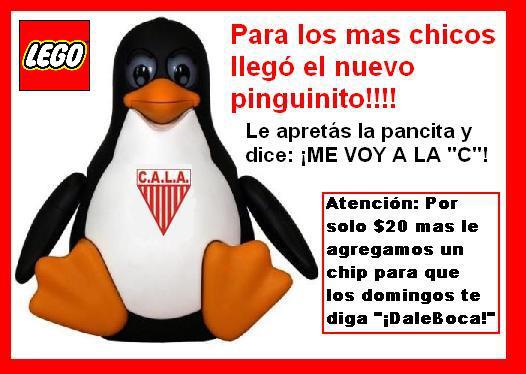 LEGO
Para los mas chicos
llegó el nuevo
pinguinito!!!!
Le apretás la pancita y
dice: ¡ME VOY A LA "C"!
C.A.L.A.
Atención: Por
solo $20 mas le
agregamos un
chip para que
los domingos te
diga "¡DaleBoca!"